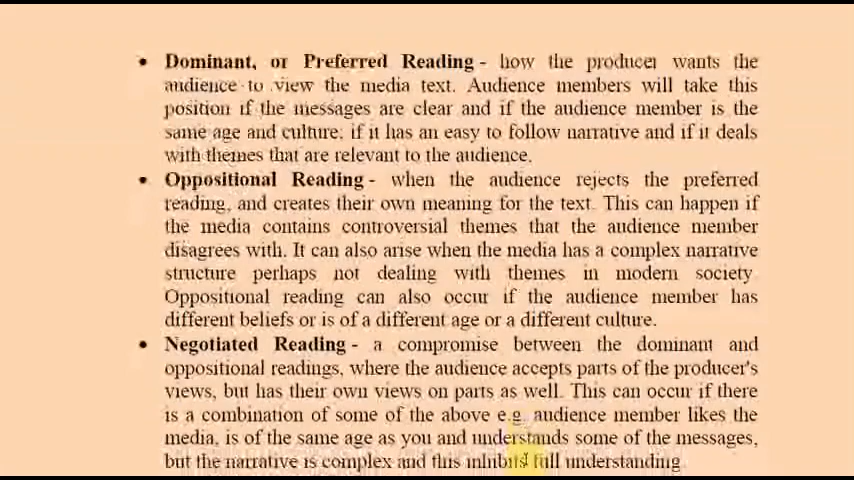 • Dominant, or Preferred Reading - how the producer wants the
audience to view the media text. Audience members will take this
position if the messages are clear and if the audience member is the
same age and culture; if it has an easy to follow narrative and if it deals
with themes that are relevant to the audience.
• Oppositional Reading - when the audience rejects the preferred
reading, and creates their own meaning for the text. This can happen if
the media contains controversial themes that the audience member
disagrees with. It can also arise when the media has a complex narrative
structure perhaps not dealing with themes in modern society.
Oppositional reading can also occur if the audience member has
different beliefs or is of a different age or a different culture.
• Negotiated Reading - a compromise between the dominant and
oppositional readings, where the audience accepts parts of the producer's
views, but has their own views on parts as well. This can occur if there
is a combination of some of the above e.g. audience member likes the
media, is of the same age as you and understands some of the messages,
but the narrative is complex and this inhibits full understanding.